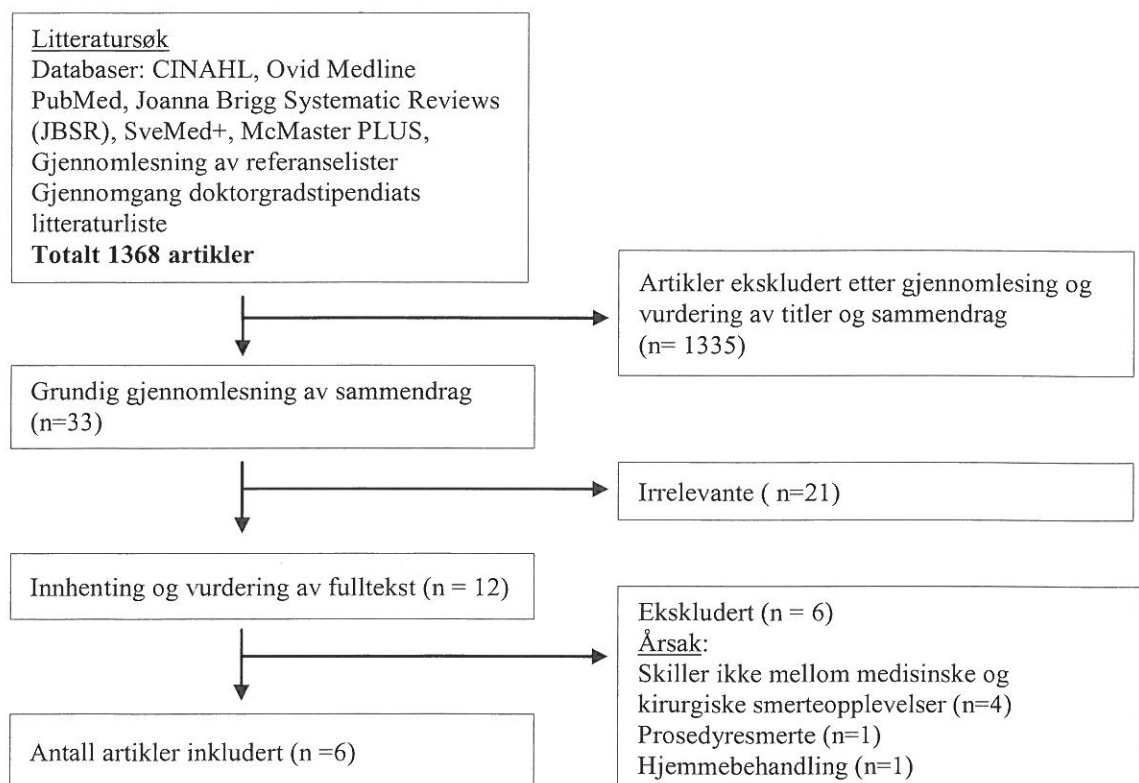 Litteratursøk
Databaser: CINAHL, Ovid Medline
PubMed, Joanna Brigg Systematic Reviews
(JBSR), SveMed+, McMaster PLUS,
Gjennomlesning av referanselister
Gjennomgang doktorgradstipendiats
litteraturliste
Totalt 1368 artikler
Artikler ekskludert etter gjennomlesing og
vurdering av titler og sammendrag
(n= 1335)
Grundig gjennomlesning av sammendrag
(n=33)
Irrelevante ( n=21)
Innhenting og vurdering av fulltekst (n = 12)
Ekskludert (n = 6)
Årsak:
Skiller ikke mellom medisinske og
kirurgiske smerteopplevelser (n=4)
Prosedyresmerte (n=1)
Hjemmebehandling (n=1)
Antall artikler inkludert (n =6)